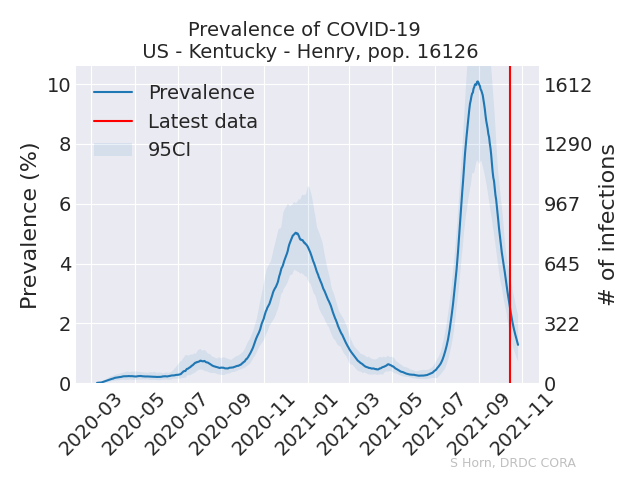 Prevalence of COVID-19
US - Kentucky - Henry, pop. 16126
Prevalence
Latest data
95CI
Prevalence (%)
10
8
6
4
2
0
1612
1290
967
645
322
0
# of infections
2020-03
2020-05
2020-07
2020-09
2020-11
2021-01
2021-03
2021-05
2021-07
2021-09
2021-11
S Horn, DRDC CORA